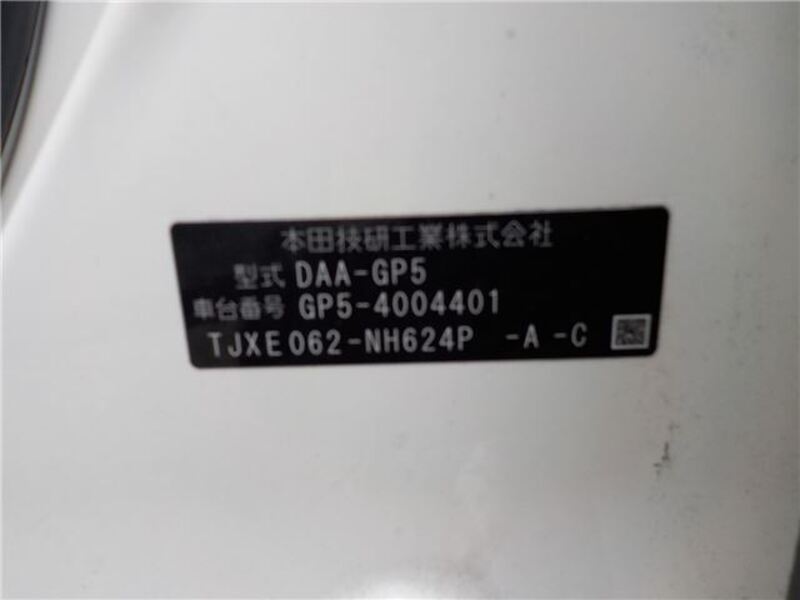 本田技研工業株式会社
型式 DAA-GP5
車台番号 GP5-4004401
TJXE062-NH624P -A -C